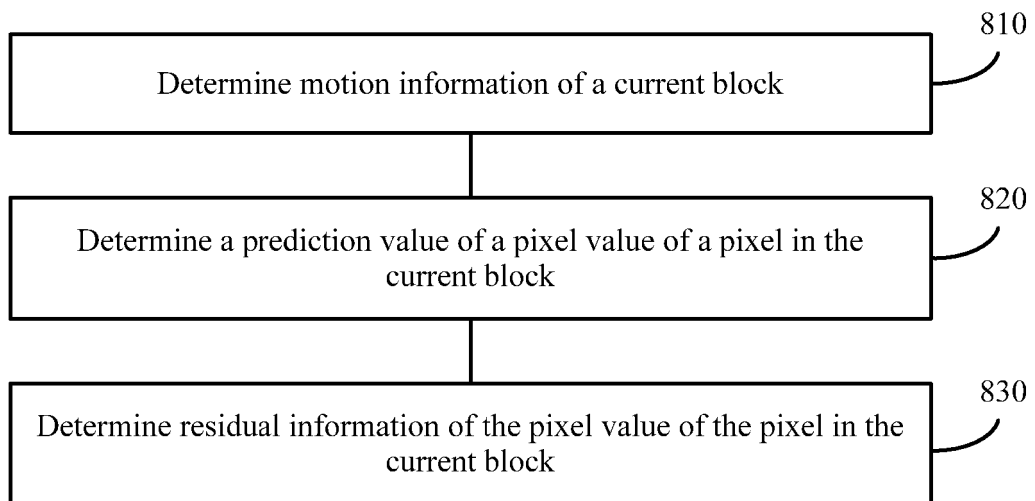 810
Determine motion information of a current block
820
Determine a prediction value of a pixel value of a pixel in the
current block
830
Determine residual information of the pixel value of the pixel in the
current block